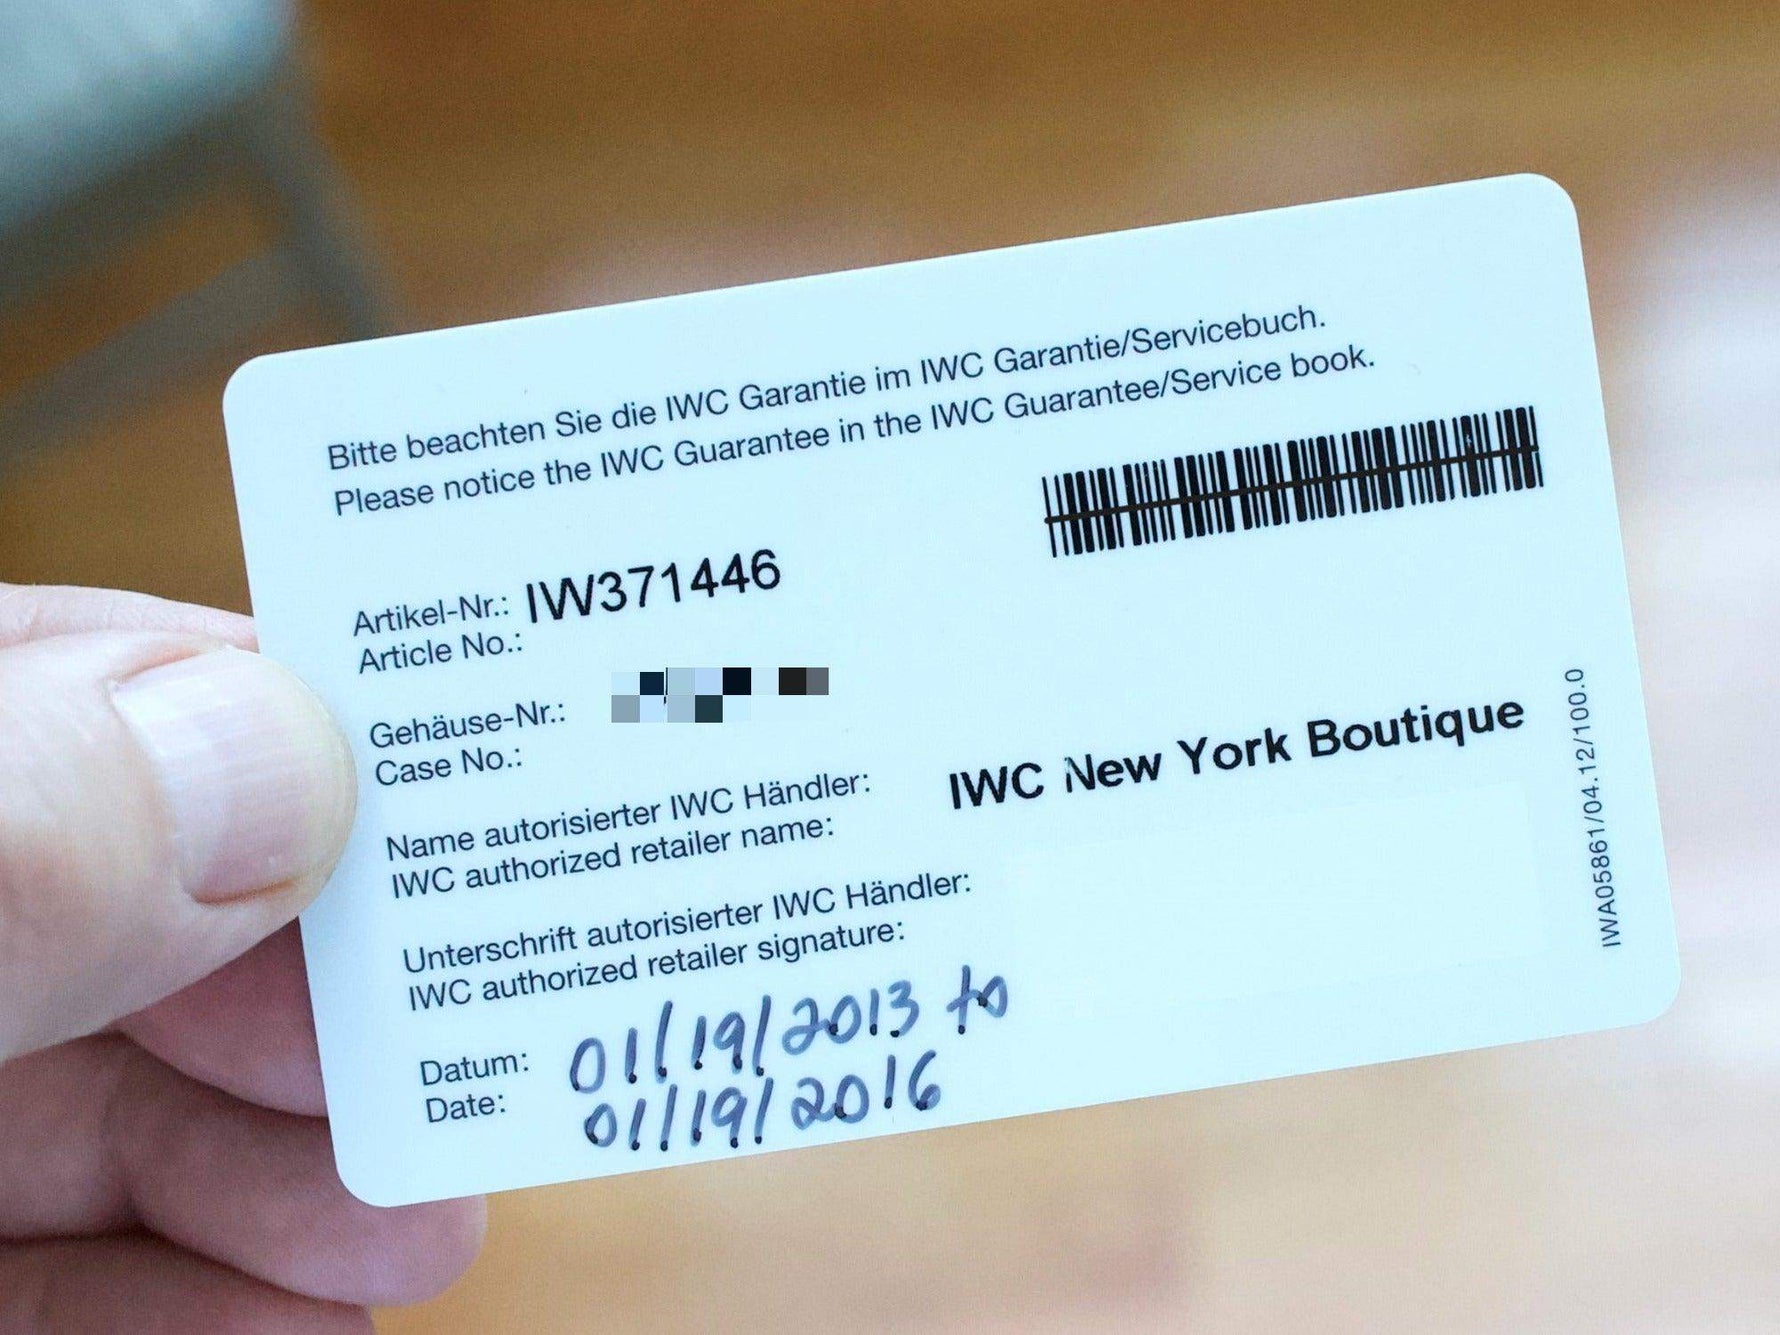 Bitte beachten Sie die IWC Garantie im IWC Garantie/Servicebuch.
Please notice the IWC Guarantee in the IWC Guarantee/Service book.
Artikel-Nr.: IW371446
Article No.:
Gehäuse-Nr.:
Case No.:
Name autorisierter IWC Händler: IWC New York Boutique
IWC authorized retailer name:
Unterschrift autorisierter IWC Händler:
IWC authorized retailer signature:
Datum: 01/19/2013 to
Date: 01/19/2016
IWA05861/04.12/100.0